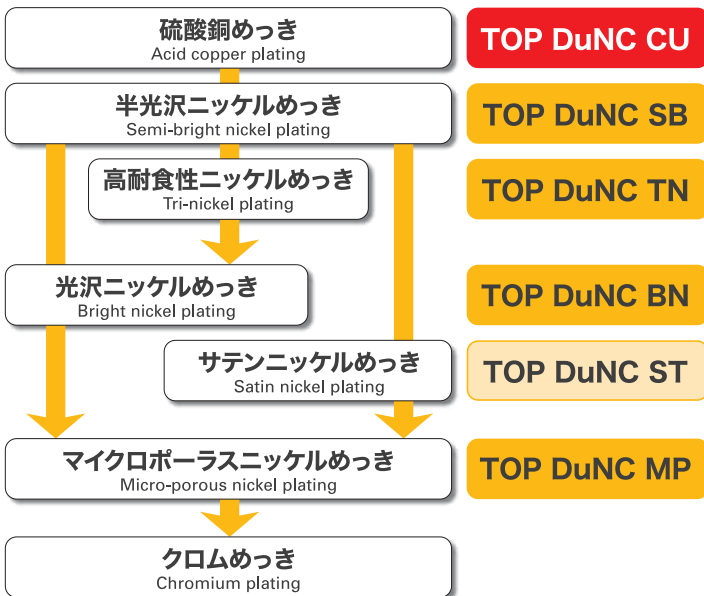 硫酸銅めっき
Acid copper plating
TOP DuNC CU
半光沢ニッケルめっき
Semi-bright nickel plating
TOP DuNC SB
高耐食性ニッケルめっき
Tri-nickel plating
TOP DuNC TN
光沢ニッケルめっき
Bright nickel plating
TOP DuNC BN
サテンニッケルめっき
Satin nickel plating
TOP DuNC ST
マイクロポーラスニッケルめっき
Micro-porous nickel plating
TOP DuNC MP
クロムめっき
Chromium plating